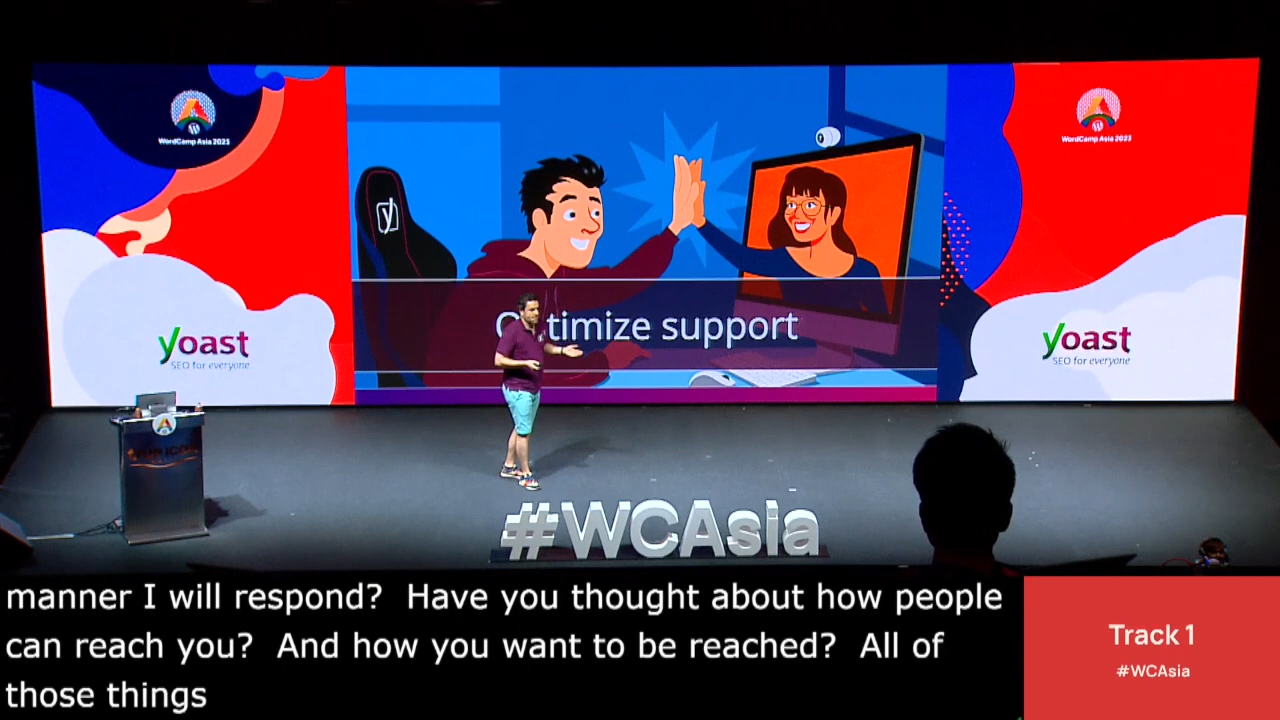 WordCamp Asia 2023
WordCamp Asia 2023
timize support
yoast
SEO for everyone
yoast
SEO for everyone
#WCAsia
manner I will respond?  Have you thought about how people
can reach you?  And how you want to be reached?  All of
those things
Track 1
#WCAsia